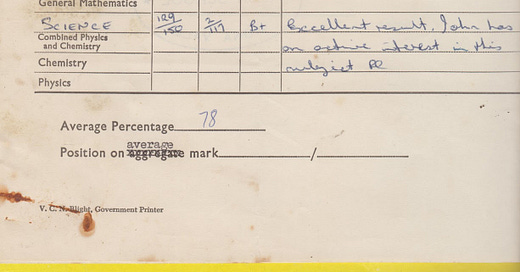 General Mathematics
SCIENCE 129/150 2/117 B+ Excellent result. John has
Combined Physics
and Chemistry
an active interest in this
Chemistry subject
Physics
Average Percentage 78
average
Position on aggregate mark / 
V. C. N. Blight, Government Printer